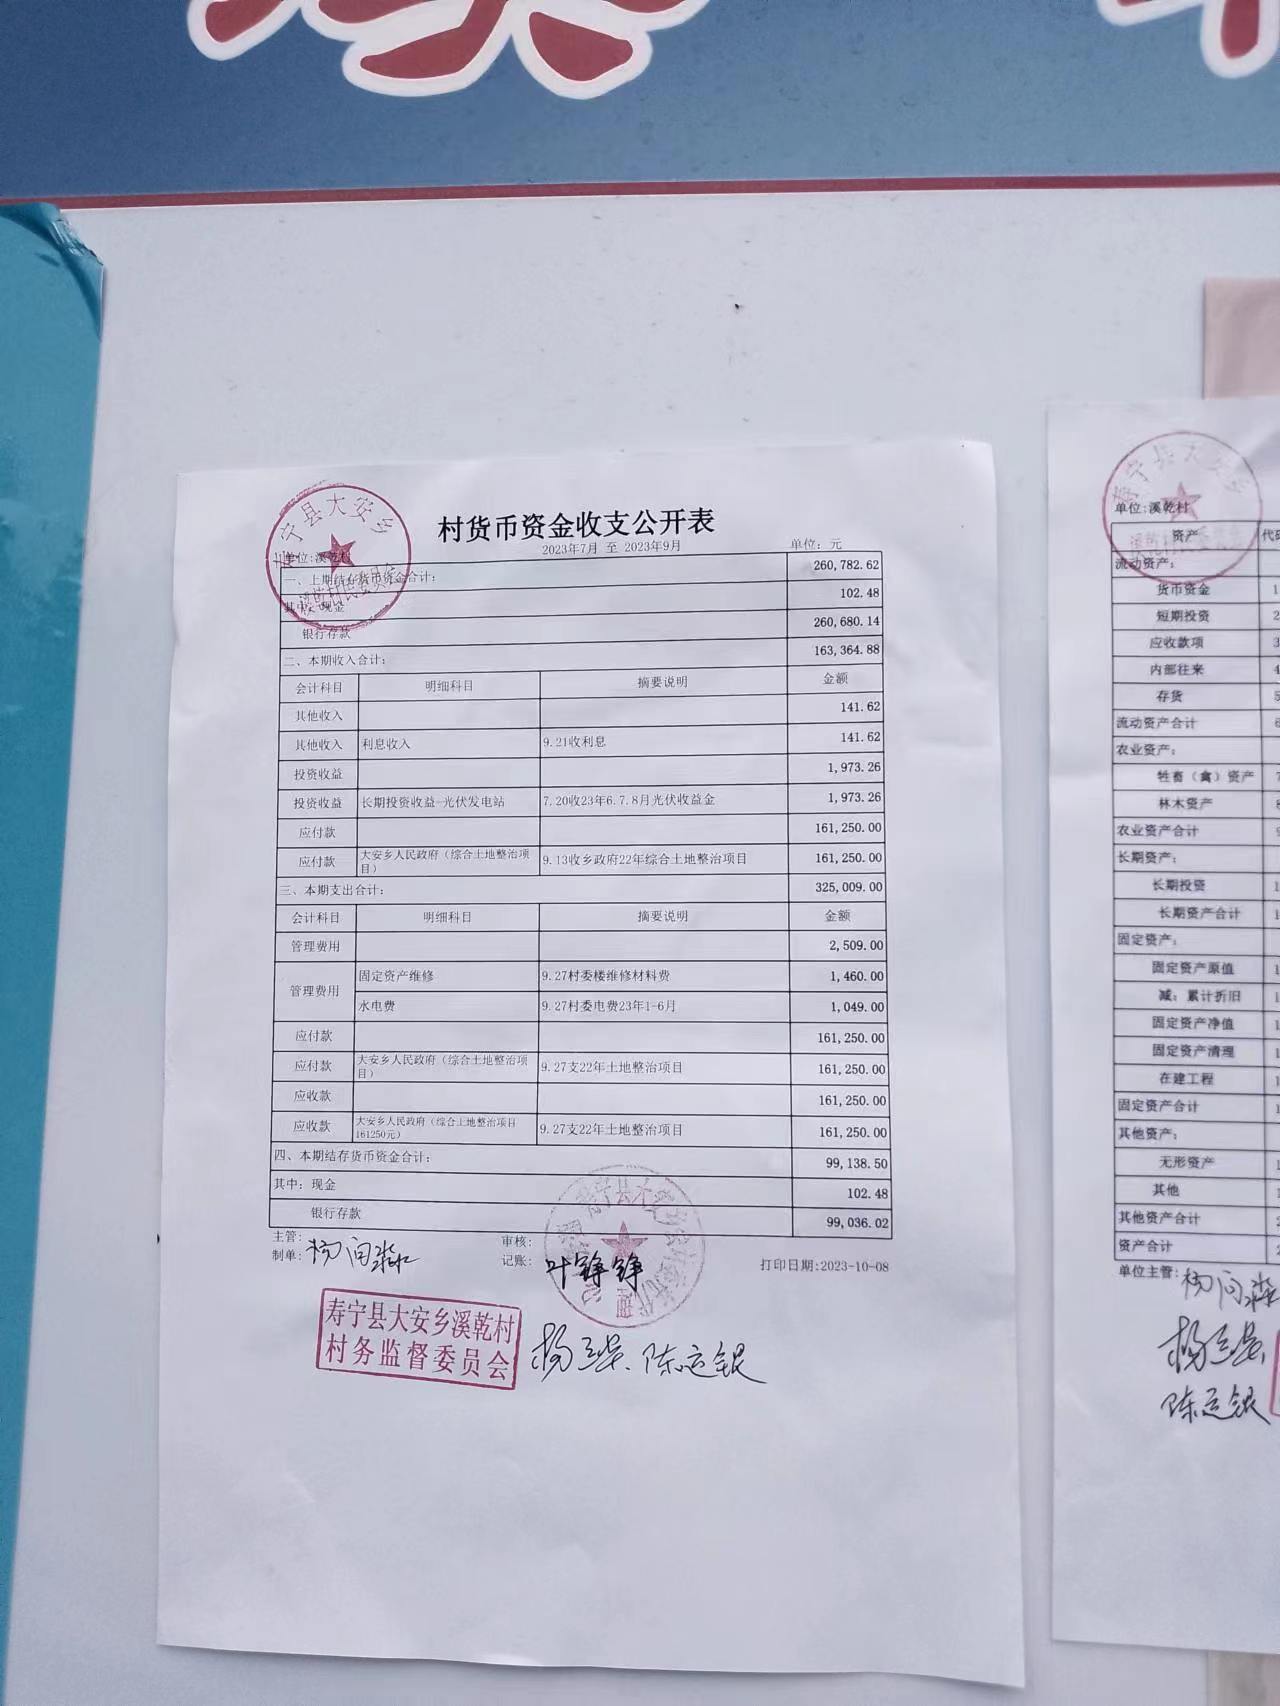 寿宁县大安乡
村货币资金收支公开表
2023年7月 至 2023年9月
单位：元
单位:溪乾村
一、上期结存货币资金合计： 260,782.62
其中：现金 102.48
银行存款 260,680.14
二、本期收入合计： 163,364.88
会计科目 明细科目 摘要说明 金额
其他收入 141.62
其他收入 利息收入 9.21收利息 141.62
投资收益 1,973.26
投资收益 长期投资收益-光伏发电站 7.20收23年6.7.8月光伏收益金 1,973.26
应付款 161,250.00
应付款 大安乡人民政府（综合土地整治项目） 9.13收乡政府22年综合土地整治项目 161,250.00
三、本期支出合计： 325,009.00
会计科目 明细科目 摘要说明 金额
管理费用 2,509.00
管理费用 固定资产维修 9.27村委楼维修材料费 1,460.00
水电费 9.27村委电费23年1-6月 1,049.00
应付款 161,250.00
应付款 大安乡人民政府（综合土地整治项目） 9.27支22年土地整治项目 161,250.00
应收款 161,250.00
应收款 大安乡人民政府（综合土地整治项目161250元） 9.27支22年土地整治项目 161,250.00
四、本期结存货币资金合计： 99,138.50
其中：现金 102.48
银行存款 99,036.02
主管：
审核：
制单：
记账： 叶铮铮
打印日期:2023-10-08
寿宁县大安乡溪乾村
村务监督委员会
陈运银
寿宁县大安乡
单位:溪乾村
资产
流动资产：
货币资金
短期投资
应收款项
内部往来
存货
流动资产合计
农业资产：
牲畜（禽）资产
林木资产
农业资产合计
长期资产：
长期投资
长期资产合计
固定资产：
固定资产原值
减：累计折旧
固定资产净值
固定资产清理
在建工程
固定资产合计
其他资产：
无形资产
其他
其他资产合计
资产合计
单位主管：
陈运银